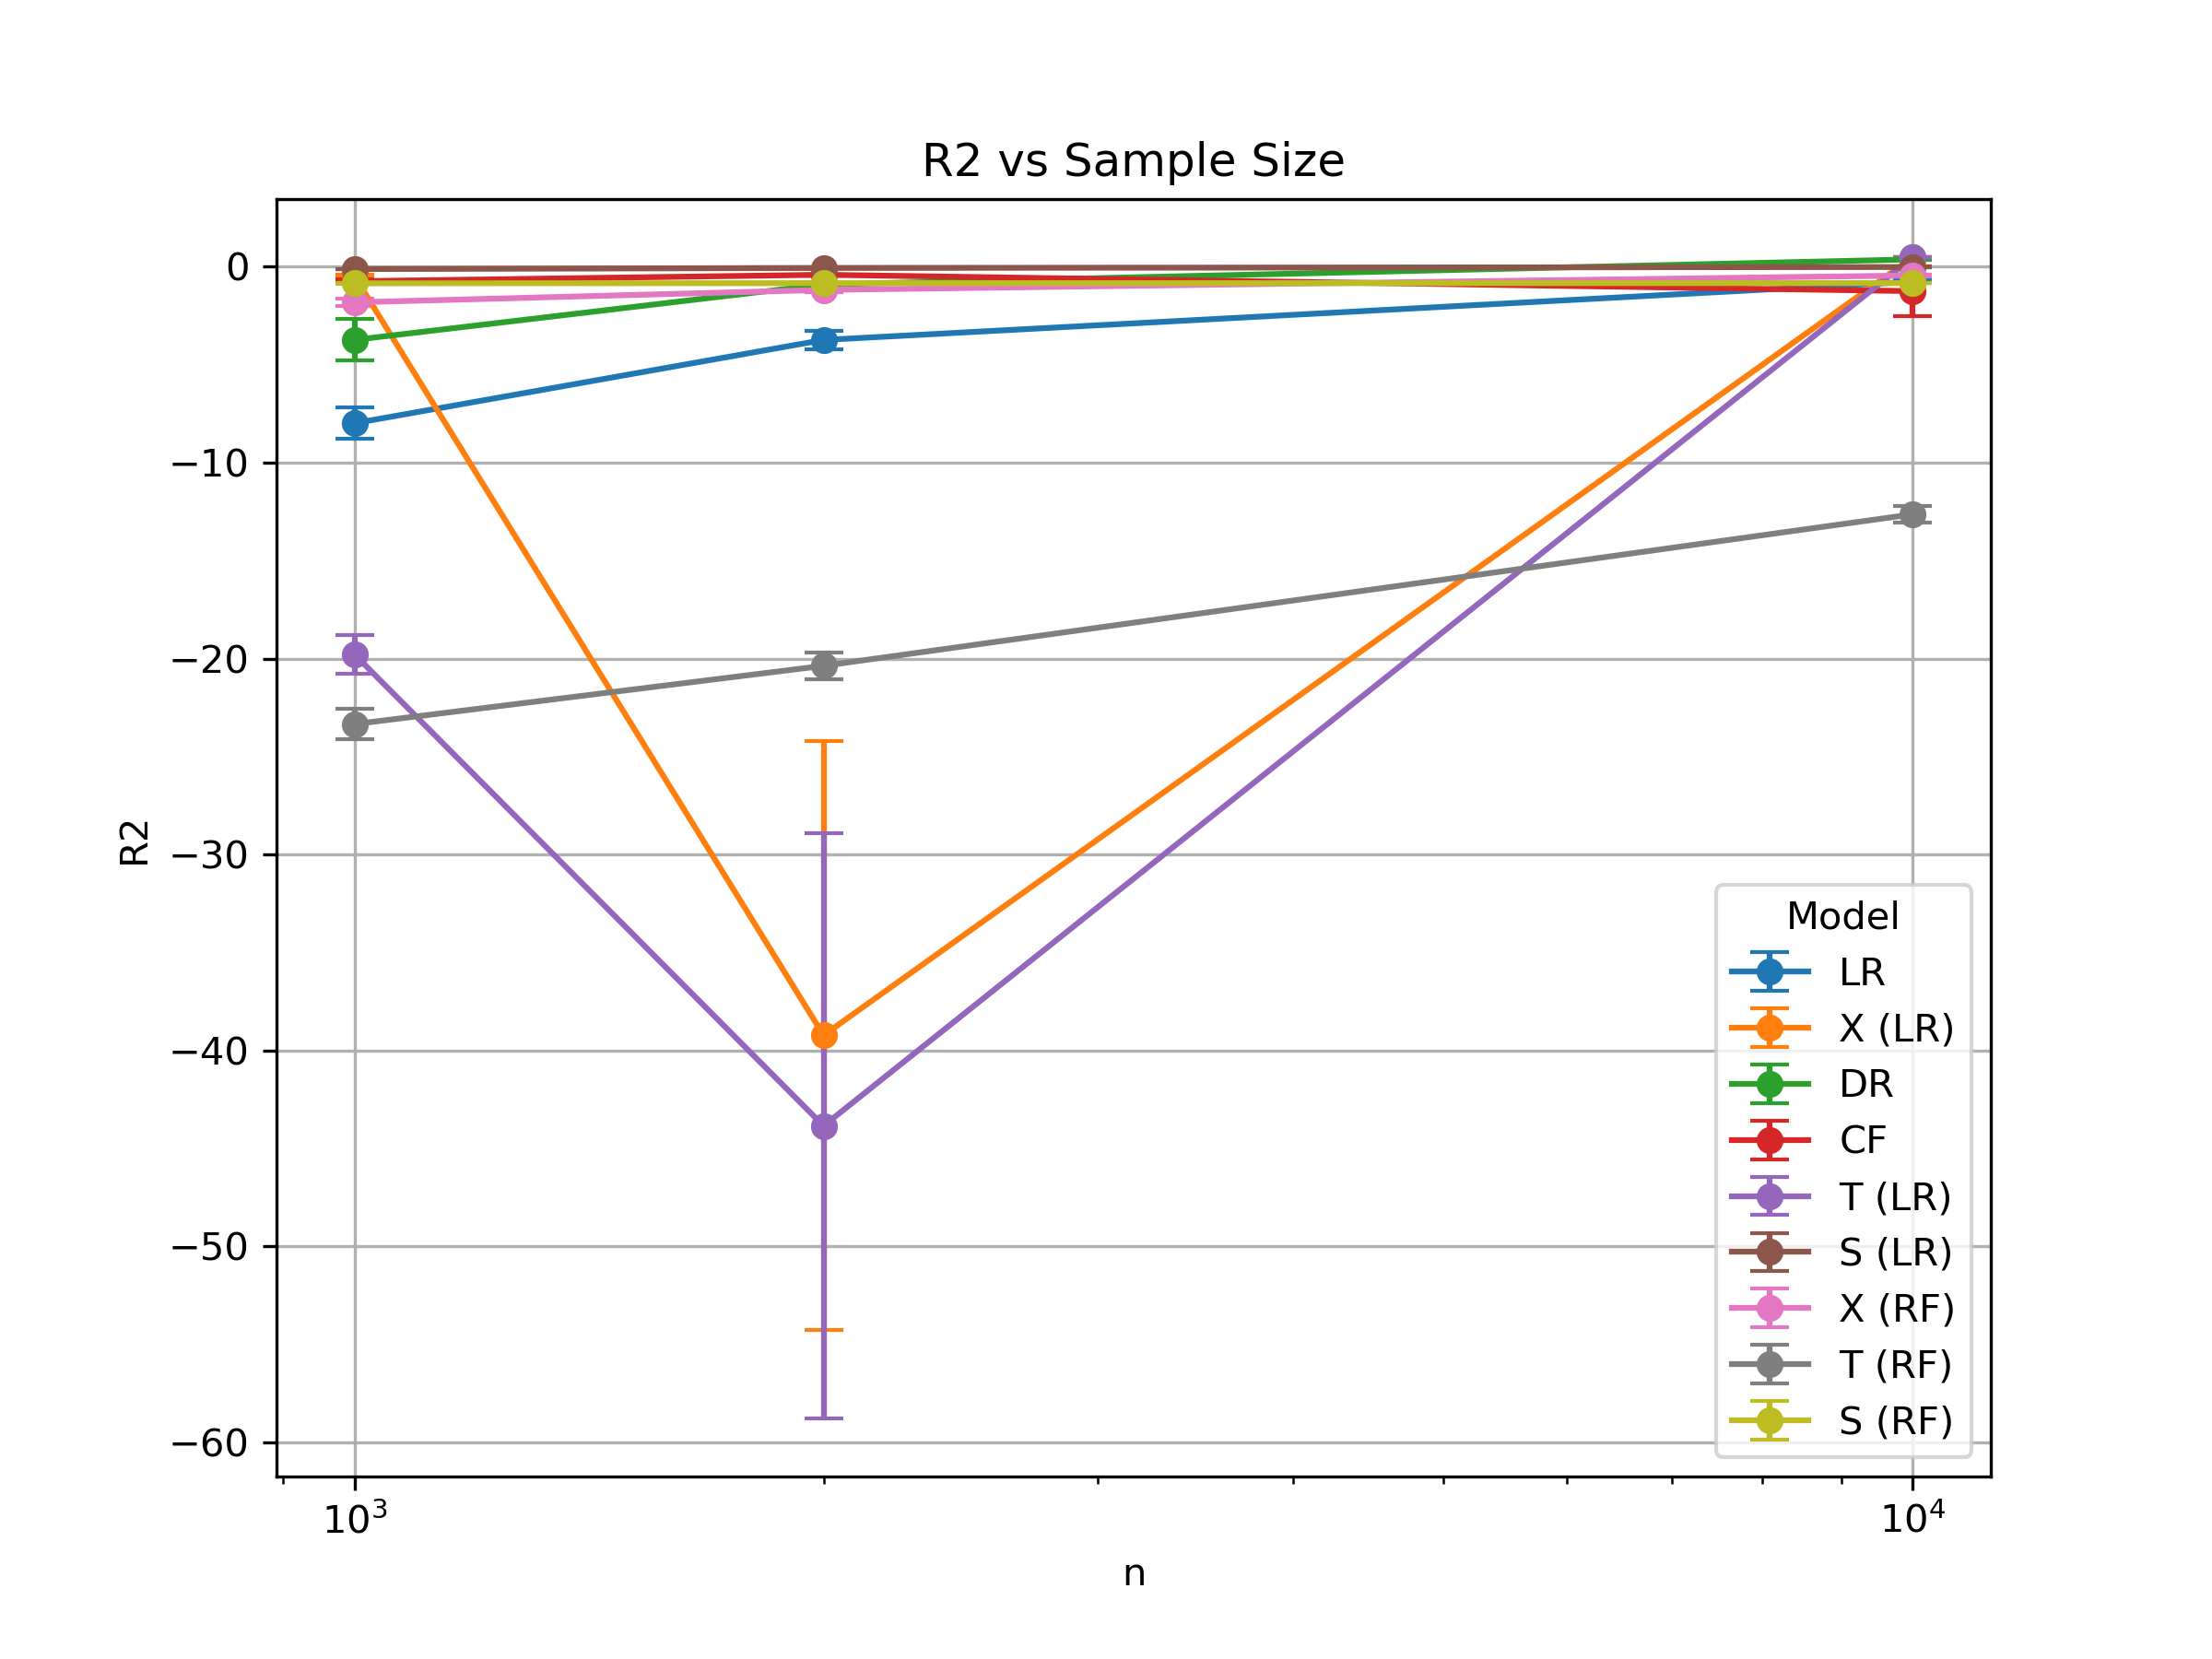 R2 vs Sample Size
R2
0
−10
−20
−30
−40
−50
−60
10³
10⁴
n
Model
LR
X (LR)
DR
CF
T (LR)
S (LR)
X (RF)
T (RF)
S (RF)